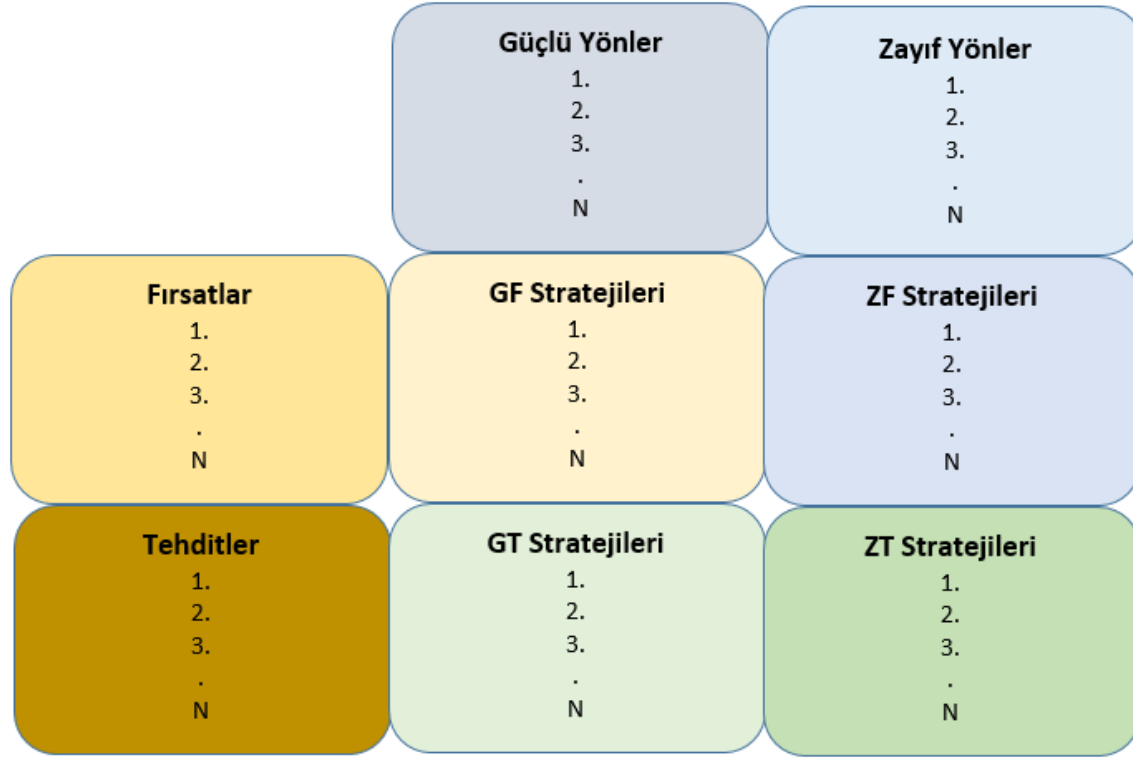 Güçlü Yönler
1.
2.
3.
.
N
Zayıf Yönler
1.
2.
3.
.
N
Fırsatlar
1.
2.
3.
.
N
GF Stratejileri
1.
2.
3.
.
N
ZF Stratejileri
1.
2.
3.
.
N
Tehditler
1.
2.
3.
.
N
GT Stratejileri
1.
2.
3.
.
N
ZT Stratejileri
1.
2.
3.
.
N